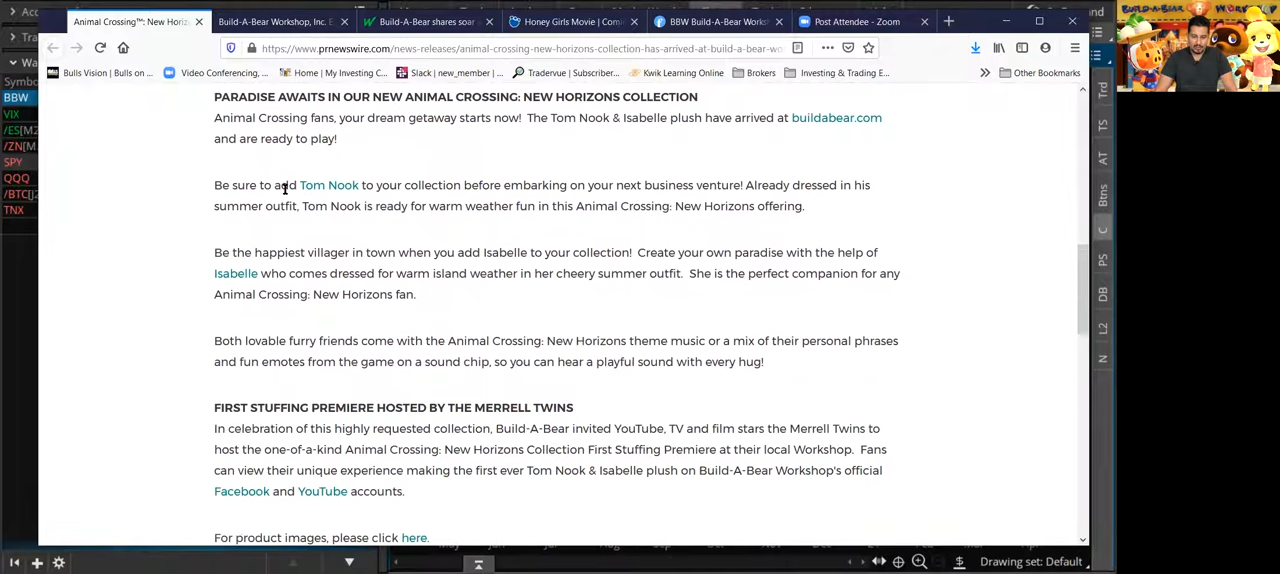 Animal Crossing™: New Horiz
Build-A-Bear Workshop, Inc. E
Build-A-Bear shares soar
Honey Girls Movie | Comi
BBW Build-A-Bear Works
Post Attendee - Zoom
https://www.prnewswire.com/news-releases/animal-crossing-new-horizons-collection-has-arrived-at-build-a-bear-wo
Bulls Vision | Bulls on ...
Video Conferencing, ...
Home | My Investing C...
Slack | new_member | ...
Tradervue | Subscriber...
Kwik Learning Online
Brokers
Investing & Trading E...
Other Bookmarks
PARADISE AWAITS IN OUR NEW ANIMAL CROSSING: NEW HORIZONS COLLECTION
Animal Crossing fans, your dream getaway starts now! The Tom Nook & Isabelle plush have arrived at buildabear.com
and are ready to play!
Be sure to add Tom Nook to your collection before embarking on your next business venture! Already dressed in his
summer outfit, Tom Nook is ready for warm weather fun in this Animal Crossing: New Horizons offering.
Be the happiest villager in town when you add Isabelle to your collection! Create your own paradise with the help of
Isabelle who comes dressed for warm island weather in her cheery summer outfit. She is the perfect companion for any
Animal Crossing: New Horizons fan.
Both lovable furry friends come with the Animal Crossing: New Horizons theme music or a mix of their personal phrases
and fun emotes from the game on a sound chip, so you can hear a playful sound with every hug!
FIRST STUFFING PREMIERE HOSTED BY THE MERRELL TWINS
In celebration of this highly requested collection, Build-A-Bear invited YouTube, TV and film stars the Merrell Twins to
host the one-of-a-kind Animal Crossing: New Horizons Collection First Stuffing Premiere at their local Workshop. Fans
can view their unique experience making the first ever Tom Nook & Isabelle plush on Build-A-Bear Workshop's official
Facebook and YouTube accounts.
For product images, please click here.
Symbo
BBW
VIX
/ES[M2
/ZN[M
SPY
QQQ
/BTC[
TNX
Trd
TS
AT
Btns
C
PS
DB
L2
N
Drawing set: Default